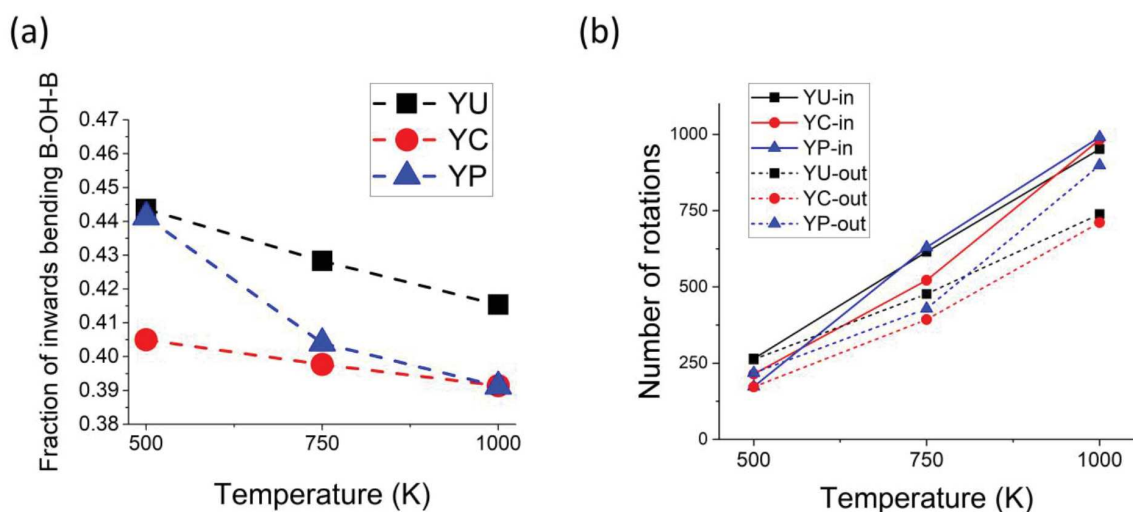 (a)
Fraction of inwards bending B-OH-B
0.47
0.46
0.45
0.44
0.43
0.42
0.41
0.40
0.39
0.38
YU
YC
YP
500
750
1000
Temperature (K)
(b)
Number of rotations
1000
750
500
250
0
YU-in
YC-in
YP-in
YU-out
YC-out
YP-out
500
750
1000
Temperature (K)